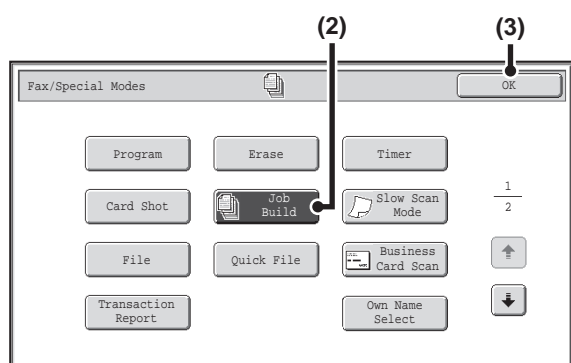 (2) (3)
Fax/Special Modes OK
Program Erase Timer
Card Shot Job Build Slow Scan Mode
1
2
File Quick File Business Card Scan
Transaction Report Own Name Select